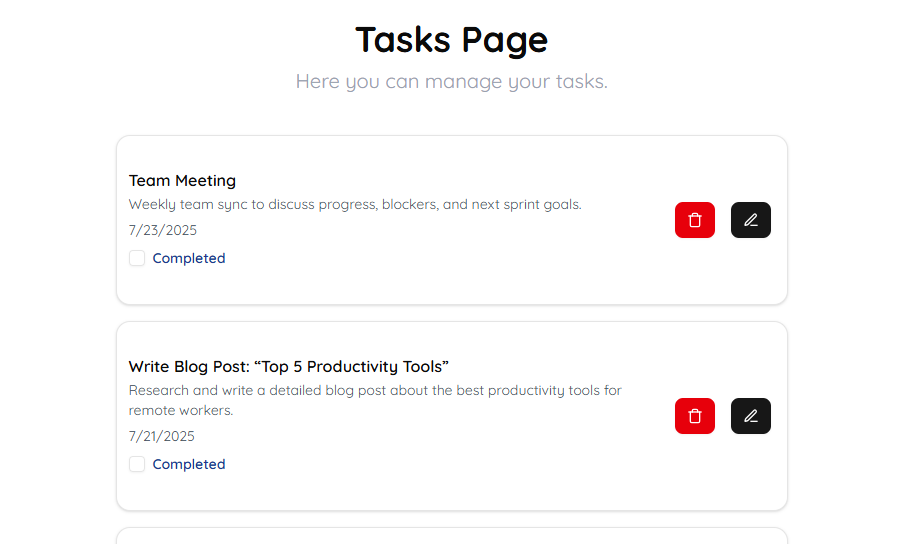 Tasks Page
Here you can manage your tasks.
Team Meeting
Weekly team sync to discuss progress, blockers, and next sprint goals.
7/23/2025
Completed
Write Blog Post: “Top 5 Productivity Tools”
Research and write a detailed blog post about the best productivity tools for
remote workers.
7/21/2025
Completed